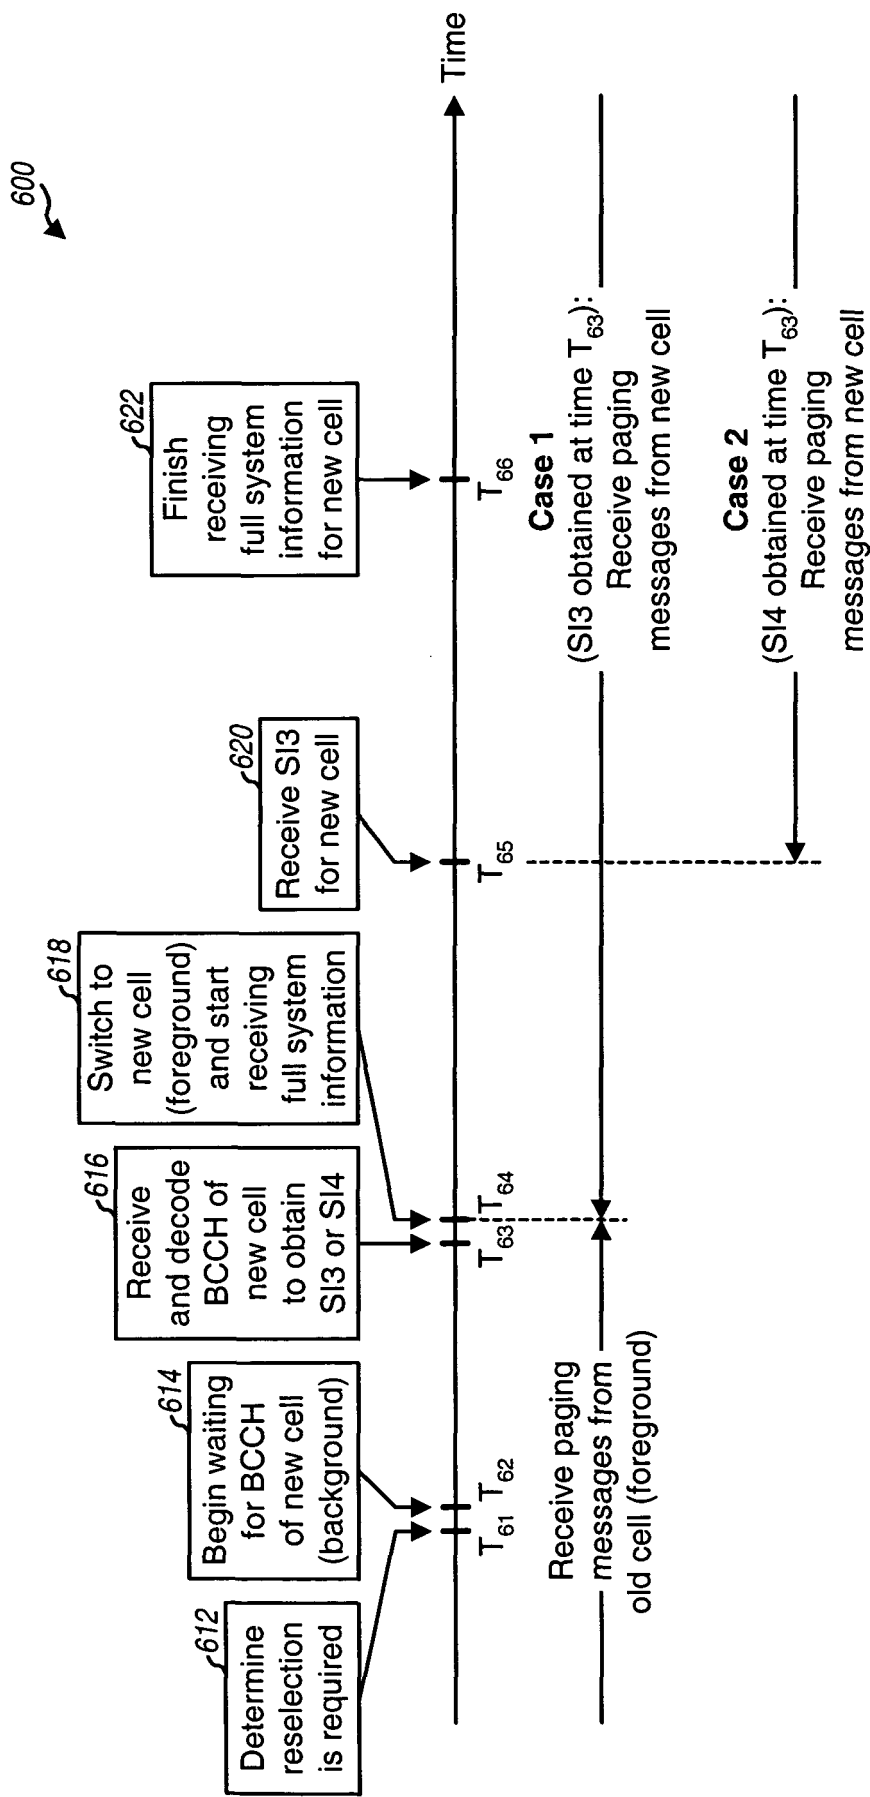 600
612
Determine
reselection
is required
614
Begin waiting
for BCCH
of new cell
(background)
616
Receive
and decode
BCCH of
new cell
to obtain
SI3 or SI4
618
Switch to
new cell
(foreground)
and start
receiving
full system
information
620
Receive SI3
for new cell
622
Finish
receiving
full system
information
for new cell
T61
T62
T63
T64
T65
T66
Time
Receive paging
messages from
old cell (foreground)
Case 1
(SI3 obtained at time T63):
Receive paging
messages from new cell
Case 2
(SI4 obtained at time T63):
Receive paging
messages from new cell